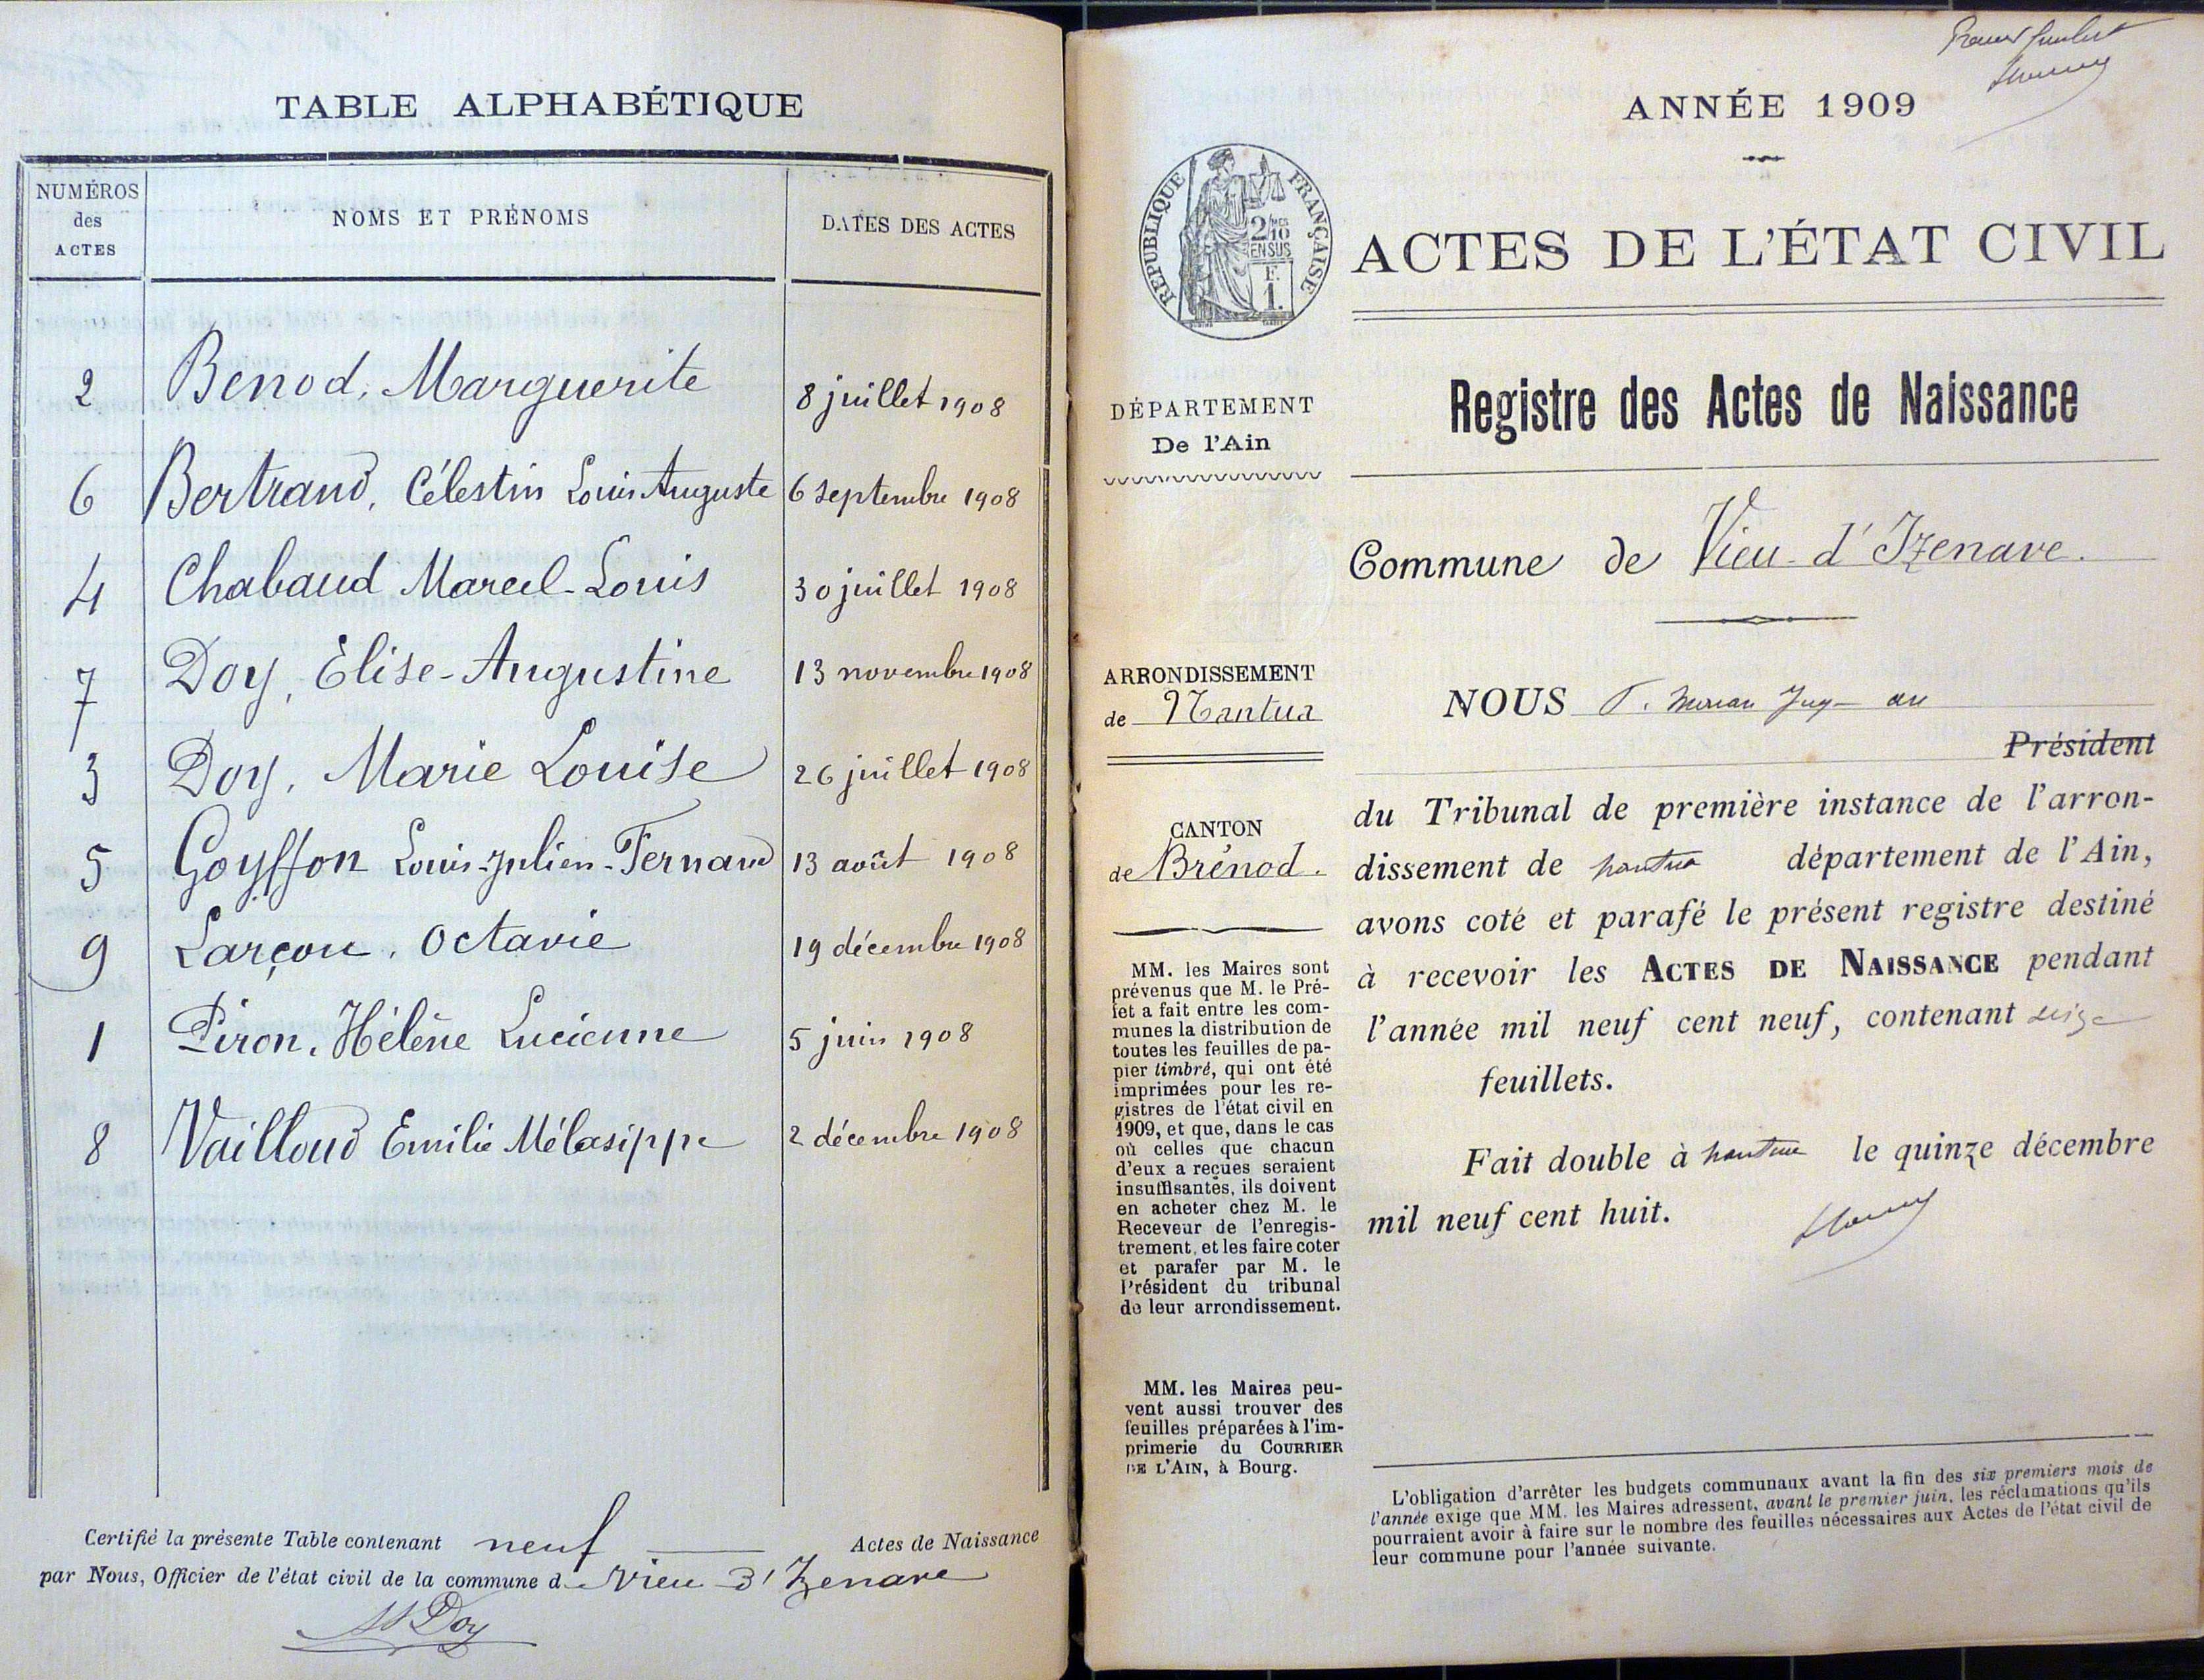 TABLE ALPHABÉTIQUE
NUMÉROS des ACTES NOMS ET PRÉNOMS DATES DES ACTES
2 Benod, Marguerite 8 juillet 1908
6 Bertrand, Célestin Louis Auguste 6 septembre 1908
4 Chabaud Marcel-Louis 30 juillet 1908
7 Doy, Elise-Augustine 13 novembre 1908
3 Doy, Marie Louise 26 juillet 1908
5 Goyffon Louis-Julien-Fernand 13 août 1908
9 Larçon, Octavie 19 décembre 1908
1 Piron, Hélène Lucienne 5 juin 1908
8 Vailloud Emilie Mélasippe 2 décembre 1908
Certifié la présente Table contenant neuf Actes de Naissance
par Nous, Officier de l'état civil de la commune d Vieu d'Izenave
Doy
Premier feuillet
ANNÉE 1909
RÉPUBLIQUE FRANÇAISE
2/10 EN SUS
F.
1.
ACTES DE L'ÉTAT CIVIL
Registre des Actes de Naissance
DÉPARTEMENT
De l'Ain
Commune de Vieu-d'Izenave.
ARRONDISSEMENT
de Nantua
CANTON
de Brénod.
MM. les Maires sont
prévenus que M. le Pré-
fet a fait entre les com-
munes la distribution de
toutes les feuilles de pa-
pier timbré, qui ont été
imprimées pour les re-
gistres de l'état civil en
1909, et que, dans le cas
où celles que chacun
d'eux a reçues seraient
insuffisantes, ils doivent
en acheter chez M. le
Receveur de l'enregis-
trement, et les faire coter
et parafer par M. le
Président du tribunal
de leur arrondissement.
MM. les Maires peu-
vent aussi trouver des
feuilles préparées à l'im-
primerie du COURRIER
DE L'AIN, à Bourg.
NOUS Juge au
Président
du Tribunal de première instance de l'arron-
dissement de Nantua département de l'Ain,
avons coté et parafé le présent registre destiné
à recevoir les ACTES DE NAISSANCE pendant
l'année mil neuf cent neuf, contenant seize
feuillets.
Fait double à Nantua le quinze décembre
mil neuf cent huit.
L'obligation d'arrêter les budgets communaux avant la fin des six premiers mois de
l'année exige que MM. les Maires adressent, avant le premier juin, les réclamations qu'ils
pourraient avoir à faire sur le nombre des feuilles nécessaires aux Actes de l'état civil de
leur commune pour l'année suivante.